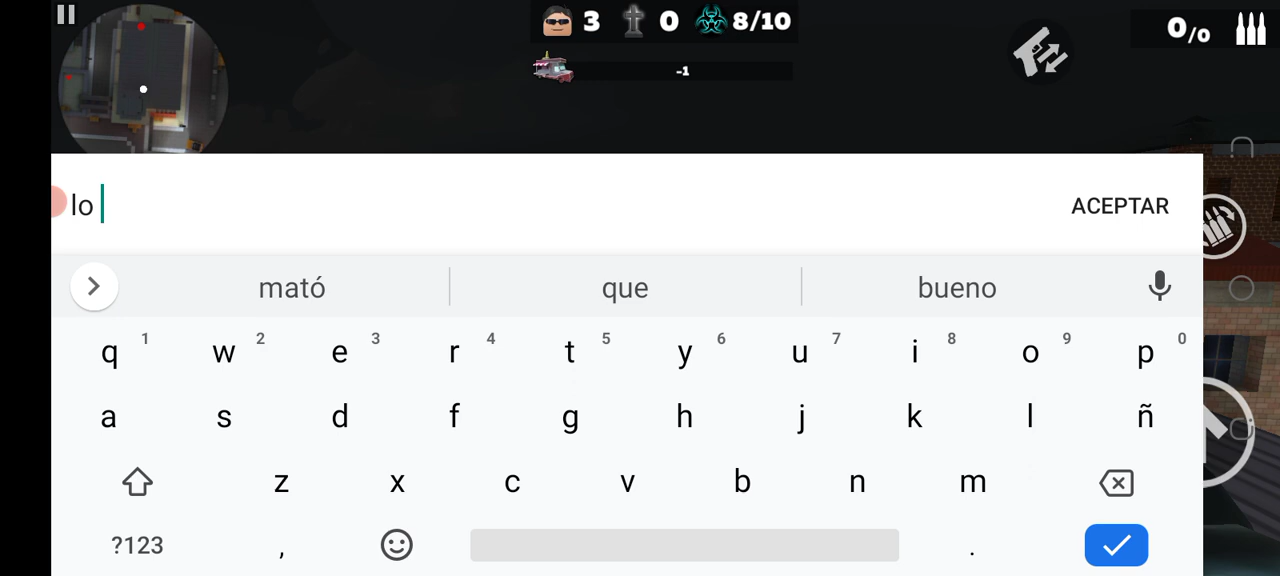 3 0 8/10
0/0
-1
lo
ACEPTAR
mató que bueno
q 1 w 2 e 3 r 4 t 5 y 6 u 7 i 8 o 9 p 0
a s d f g h j k l ñ
z x c v b n m
?123 , .